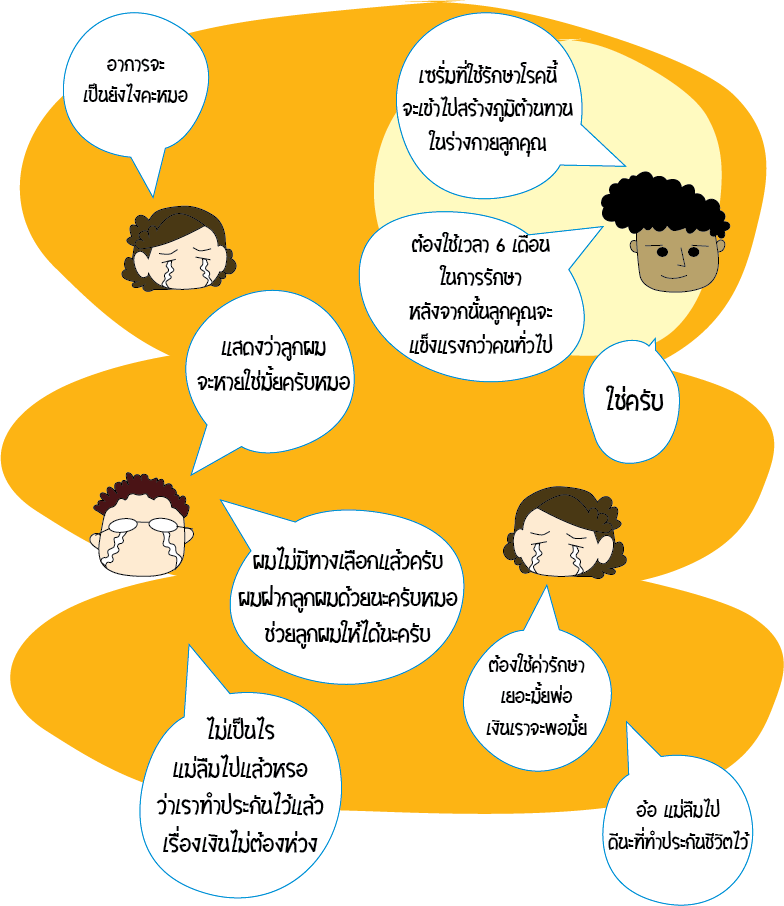 อาการจะ
เป็นยังไงคะหมอ
เซรั่มที่ใช้รักษาโรคนี้
จะเข้าไปสร้างภูมิต้านทาน
ในร่างกายลูกคุณ
ต้องใช้เวลา 6 เดือน
ในการรักษา
หลังจากนั้นลูกคุณจะ
แข็งแรงกว่าคนทั่วไป
แสดงว่าลูกผม
จะหายใช่มั้ยครับหมอ
ใช่ครับ
ผมไม่มีทางเลือกแล้วครับ
ผมฝากลูกผมด้วยนะครับหมอ
ช่วยลูกผมให้ได้นะครับ
ต้องใช้ค่ารักษา
เยอะมั้ยพ่อ
เงินเราจะพอมั้ย
ไม่เป็นไร
แม่ลืมไปแล้วหรอ
ว่าเราทำประกันไว้แล้ว
เรื่องเงินไม่ต้องห่วง
อ้อ แม่ลืมไป
ดีนะที่ทำประกันชีวิตไว้